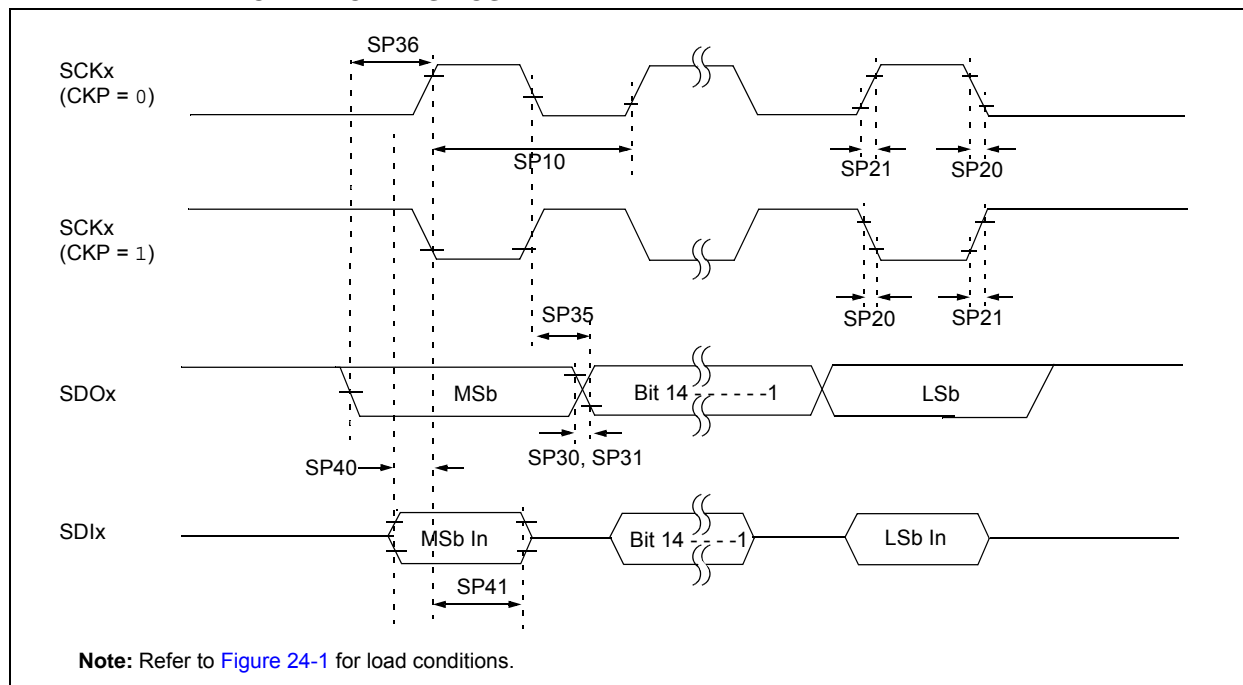 SP36
SCKx
(CKP = 0)
SP10
SP21
SP20
SCKx
(CKP = 1)
SP35
SP20
SP21
SDOx
MSb
Bit 14 - - - - - -1
LSb
SP30, SP31
SP40
SDIx
MSb In
Bit 14 - - - - -1
LSb In
SP41
Note: Refer to Figure 24-1 for load conditions.